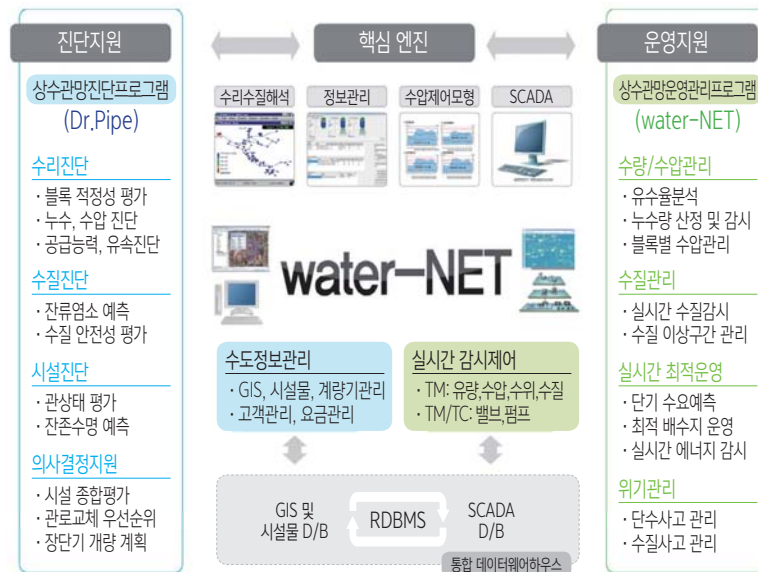 진단지원
상수관망진단프로그램
(Dr.Pipe)
수리진단
· 블록 적정성 평가
· 누수, 수압 진단
· 공급능력, 유속진단
수질진단
· 잔류염소 예측
· 수질 안전성 평가
시설진단
· 관상태 평가
· 잔존수명 예측
의사결정지원
· 시설 종합평가
· 관로교체 우선순위
· 장단기 개량 계획
핵심 엔진
수리수질해석
정보관리
수압제어모형
SCADA
water-NET
수도정보관리
· GIS, 시설물, 계량기관리
· 고객관리, 요금관리
실시간 감시제어
· TM: 유량,수압,수위,수질
· TM/TC: 밸브,펌프
GIS 및
시설물 D/B
RDBMS
SCADA
D/B
통합 데이터웨어하우스
운영지원
상수관망운영관리프로그램
(water-NET)
수량/수압관리
· 유수율분석
· 누수량 산정 및 감시
· 블록별 수압관리
수질관리
· 실시간 수질감시
· 수질 이상구간 관리
실시간 최적운영
· 단기 수요예측
· 최적 배수지 운영
· 실시간 에너지 감시
위기관리
· 단수사고 관리
· 수질사고 관리